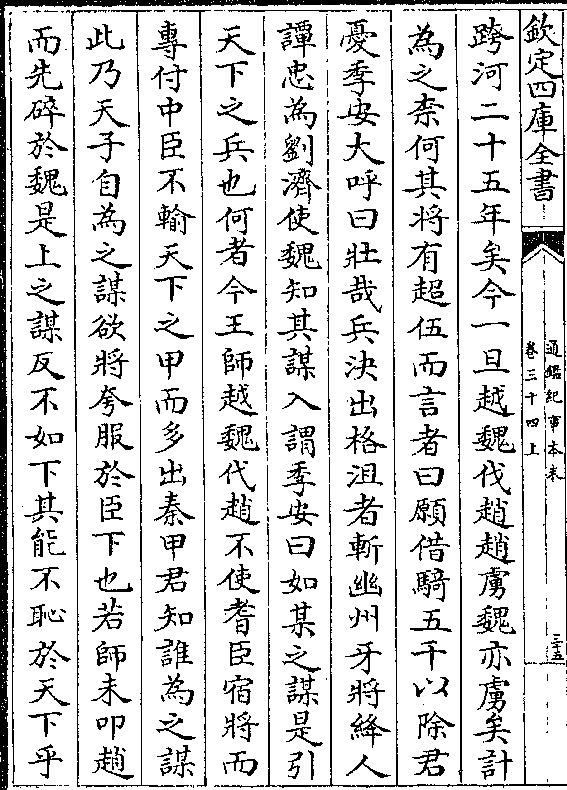 欽定四庫全書
通鑑紀事本末
卷三十四上
三十五
跨河二十五年矣今一旦越魏伐趙趙虜魏亦虜矣計
為之柰何其將有超伍而言者曰願借騎五千以除君
憂季安大呼曰壯哉兵決出格沮者斬幽州牙將絳人
譚忠為劉濟使魏知其謀入謂季安曰如某之謀是引
天下之兵也何者今王師越魏代趙不使耆臣宿將而
專付中臣不輸天下之甲而多出秦甲君知誰為之謀
此乃天子自為之謀欲將夸服於臣下也若師未叩趙
而先碎於魏是上之謀反不如下其能不恥於天下乎